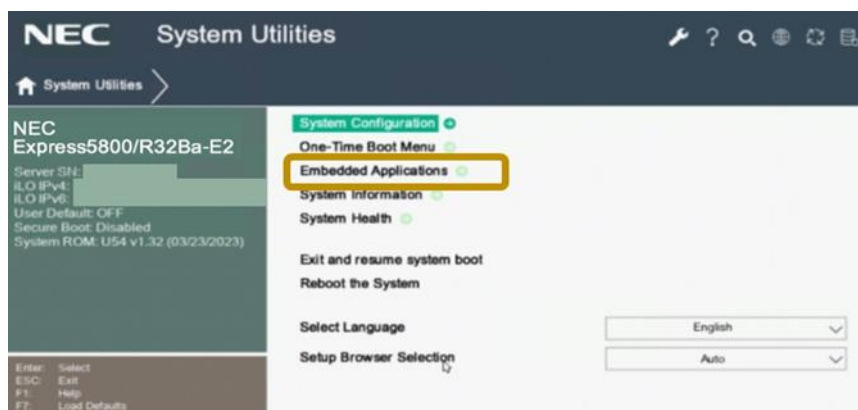 NEC System Utilities
System Utilities
NEC
Express5800/R32Ba-E2
Server SN:
iLO IPv4:
iLO IPv6:
User Default: OFF
Secure Boot: Disabled
System ROM: U54 v1.32 (03/23/2023)
Enter: Select
ESC: Exit
F1: Help
F7: Load Defaults
System Configuration
One-Time Boot Menu
Embedded Applications
System Information
System Health
Exit and resume system boot
Reboot the System
Select Language English
Setup Browser Selection Auto